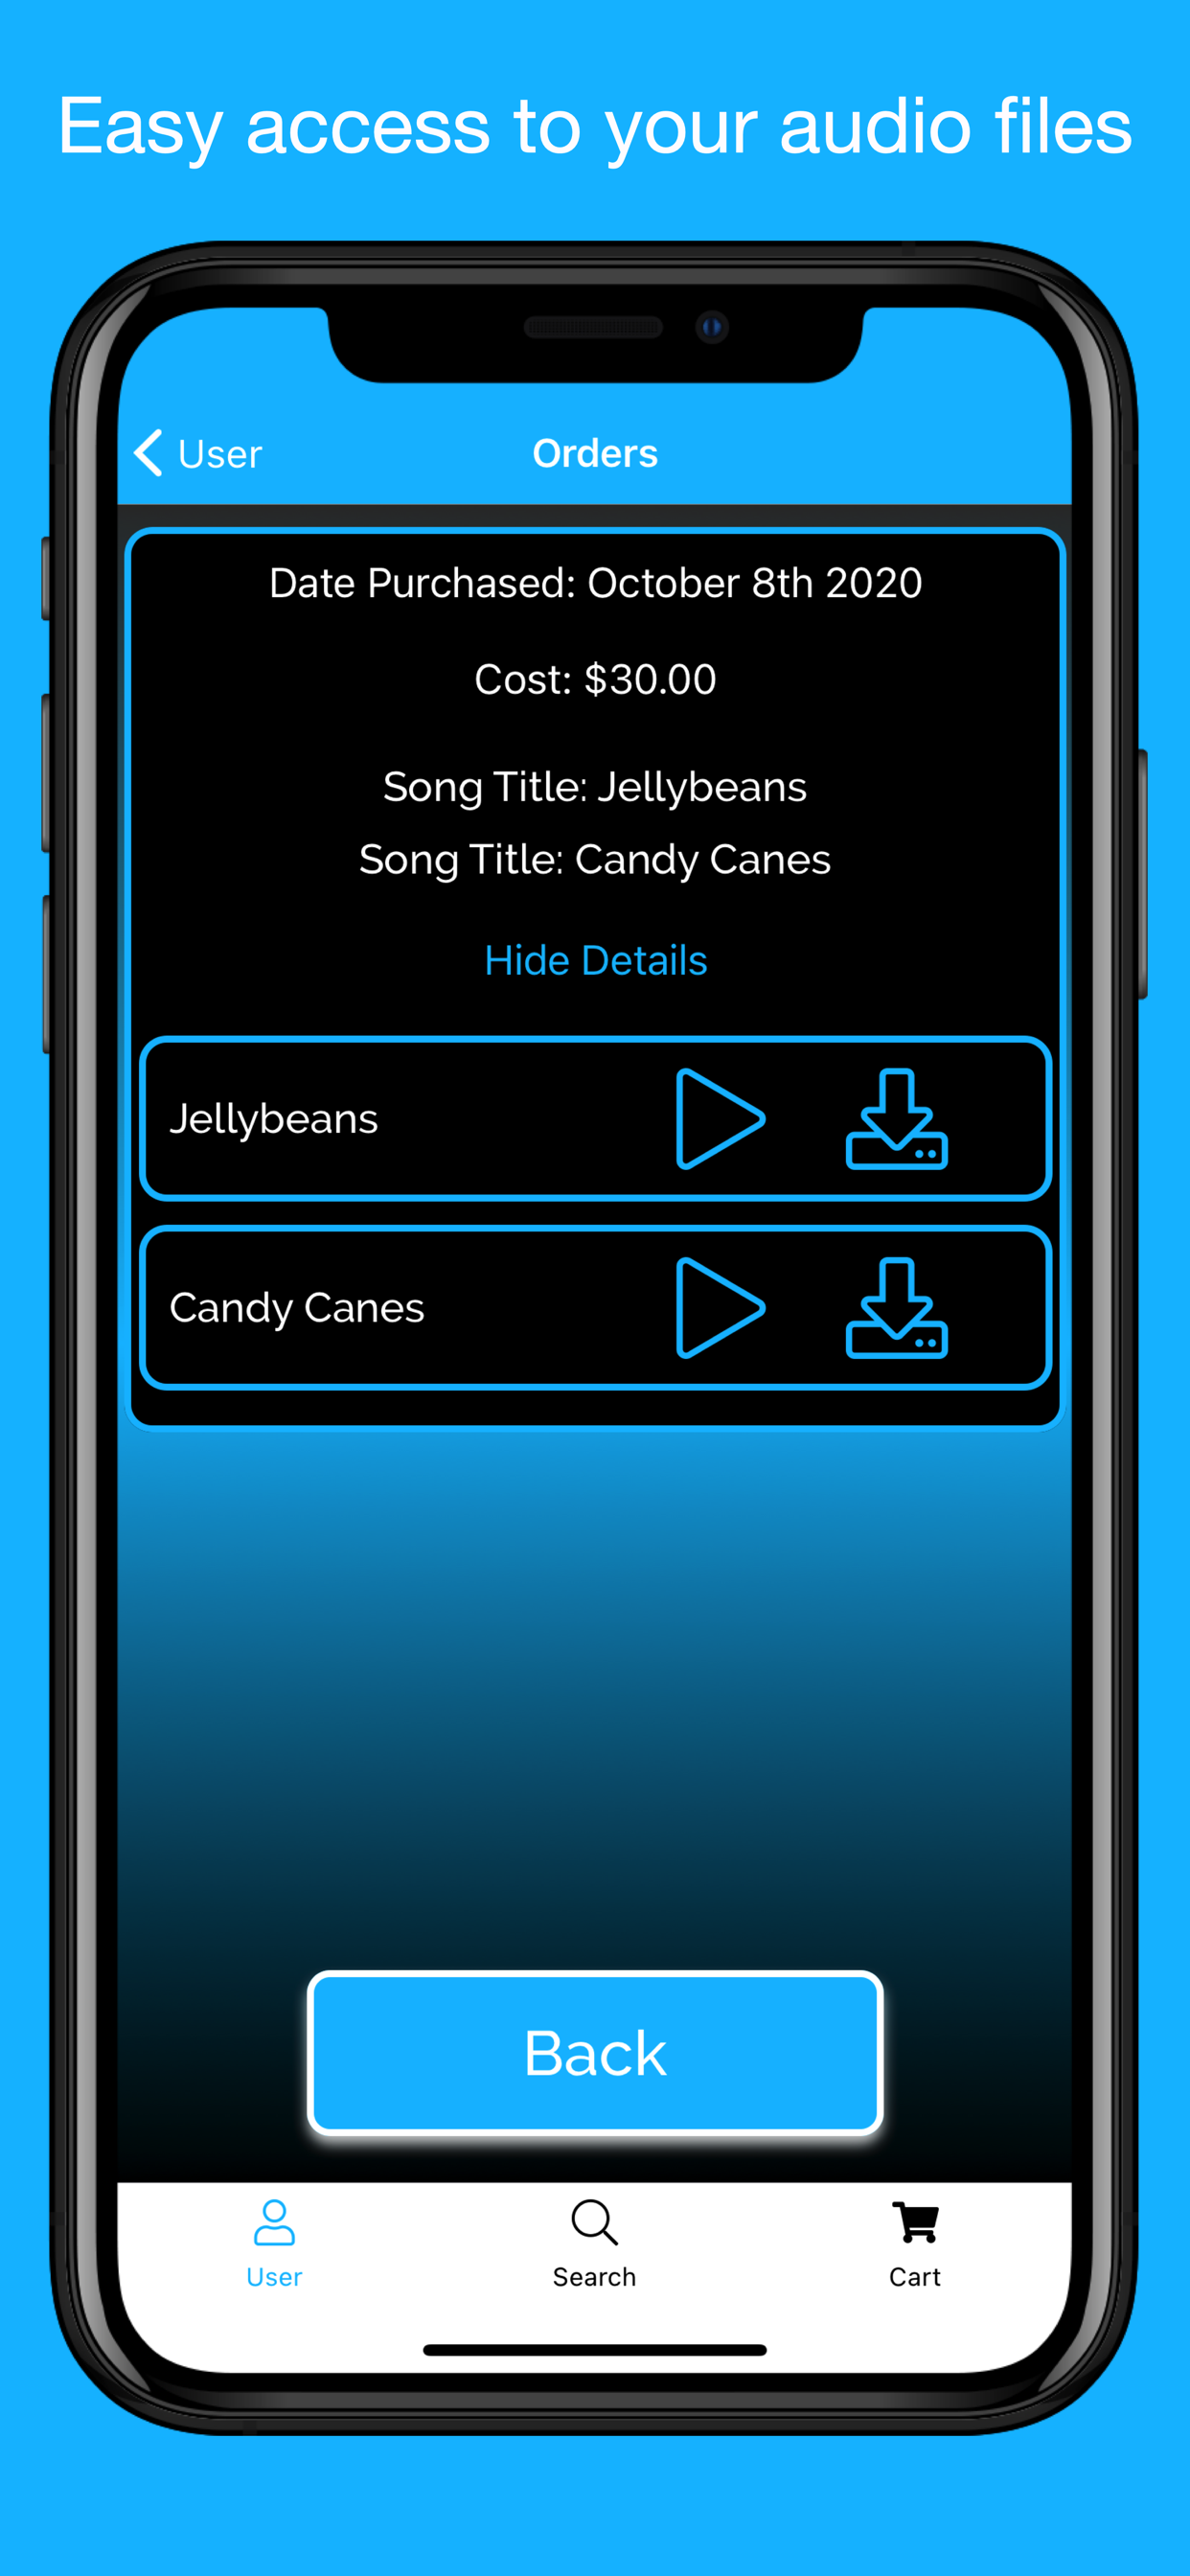 Easy access to your audio files
User
Orders
Date Purchased: October 8th 2020
Cost: $30.00
Song Title: Jellybeans
Song Title: Candy Canes
Hide Details
Jellybeans
Candy Canes
Back
User
Search
Cart